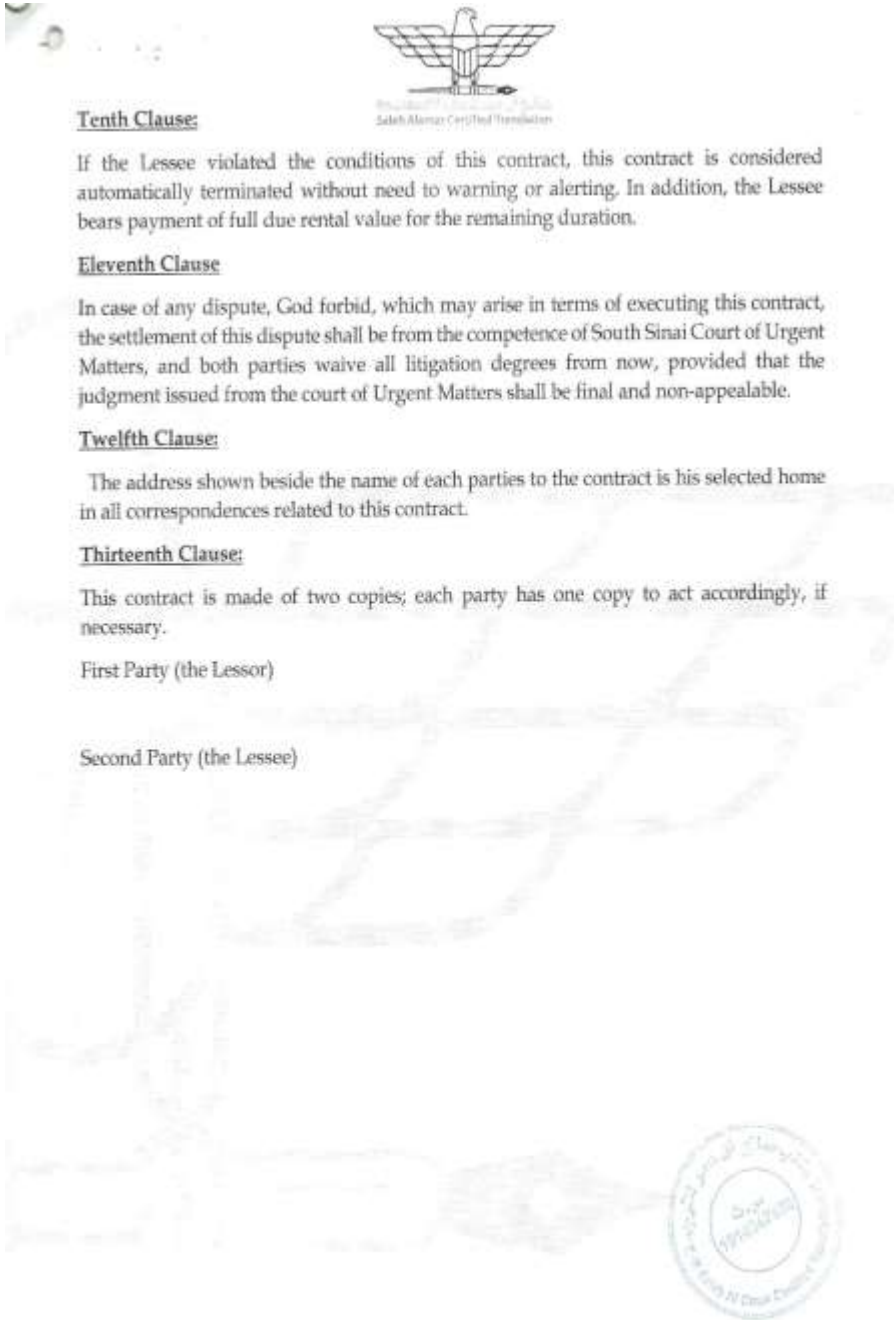 Saleh Alomar Certified Translation
Tenth Clause:
If the Lessee violated the conditions of this contract, this contract is considered
automatically terminated without need to warning or alerting. In addition, the Lessee
bears payment of full due rental value for the remaining duration.
Eleventh Clause
In case of any dispute, God forbid, which may arise in terms of executing this contract,
the settlement of this dispute shall be from the competence of South Sinai Court of Urgent
Matters, and both parties waive all litigation degrees from now, provided that the
judgment issued from the court of Urgent Matters shall be final and non-appealable.
Twelfth Clause:
The address shown beside the name of each parties to the contract is his selected home
in all correspondences related to this contract.
Thirteenth Clause:
This contract is made of two copies; each party has one copy to act accordingly, if
necessary.
First Party (the Lessor)
Second Party (the Lessee)